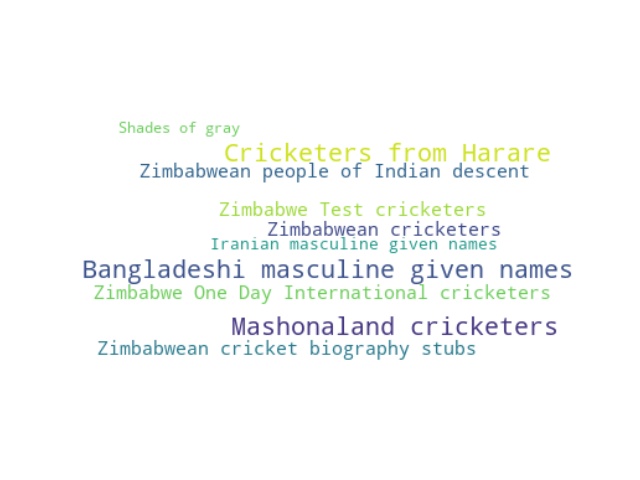 Shades of gray
Cricketers from Harare
Zimbabwean people of Indian descent
Zimbabwe Test cricketers
Zimbabwean cricketers
Iranian masculine given names
Bangladeshi masculine given names
Zimbabwe One Day International cricketers
Mashonaland cricketers
Zimbabwean cricket biography stubs